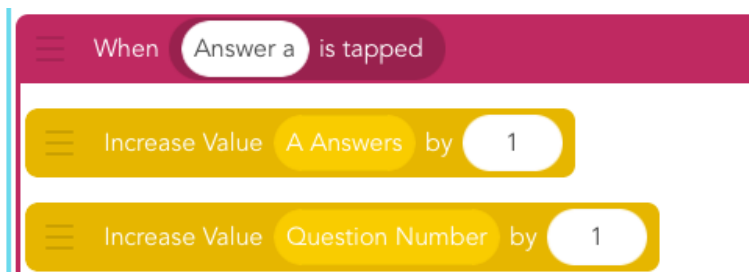 When Answer a is tapped
Increase Value A Answers by 1
Increase Value Question Number by 1